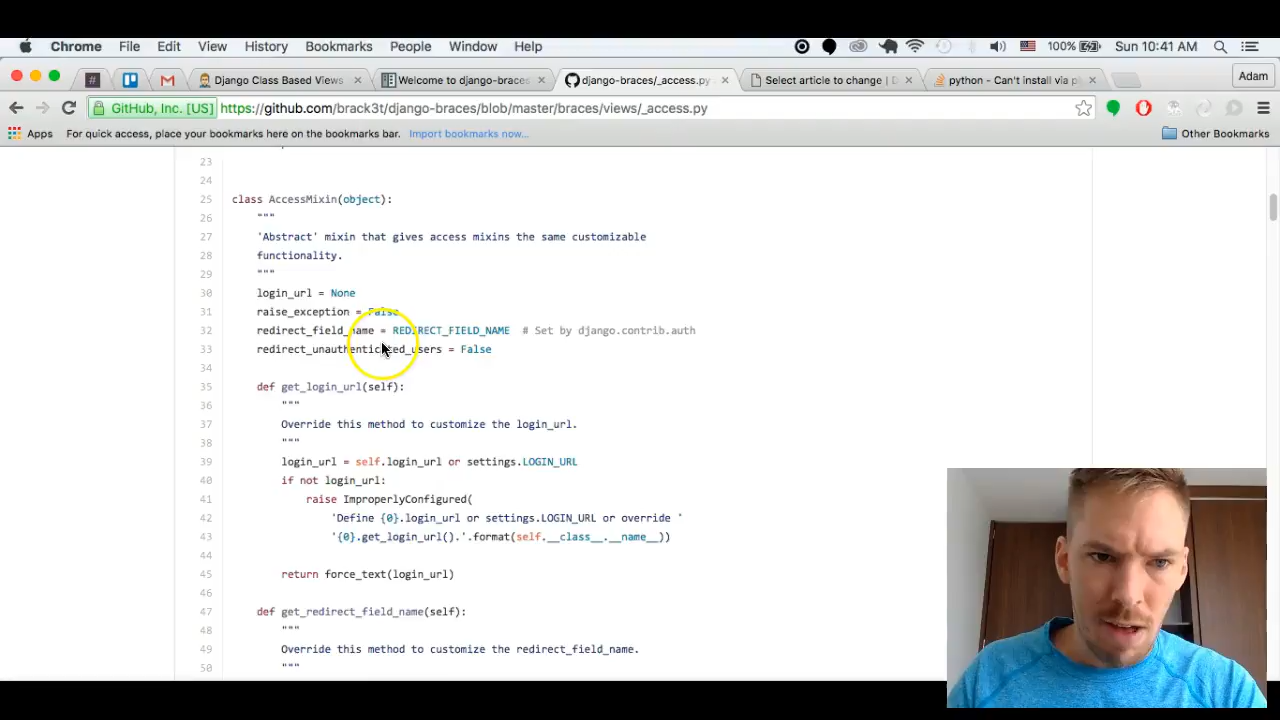 Chrome File Edit View History Bookmarks People Window Help 100% Sun 10:41 AM
# Django Class Based Views × Welcome to django-braces × django-braces/_access.py × Select article to change | D × python - Can't install via p × Adam
GitHub, Inc. [US] https://github.com/brack3t/django-braces/blob/master/braces/views/_access.py
Apps For quick access, place your bookmarks here on the bookmarks bar. Import bookmarks now... Other Bookmarks
23
24
25 class AccessMixin(object):
26 """
27 'Abstract' mixin that gives access mixins the same customizable
28 functionality.
29 """
30 login_url = None
31 raise_exception = False
32 redirect_field_name = REDIRECT_FIELD_NAME # Set by django.contrib.auth
33 redirect_unauthenticated_users = False
34
35 def get_login_url(self):
36 """
37 Override this method to customize the login_url.
38 """
39 login_url = self.login_url or settings.LOGIN_URL
40 if not login_url:
41 raise ImproperlyConfigured(
42 'Define {0}.login_url or settings.LOGIN_URL or override '
43 '{0}.get_login_url().'.format(self.__class__.__name__))
44
45 return force_text(login_url)
46
47 def get_redirect_field_name(self):
48 """
49 Override this method to customize the redirect_field_name.
50 """